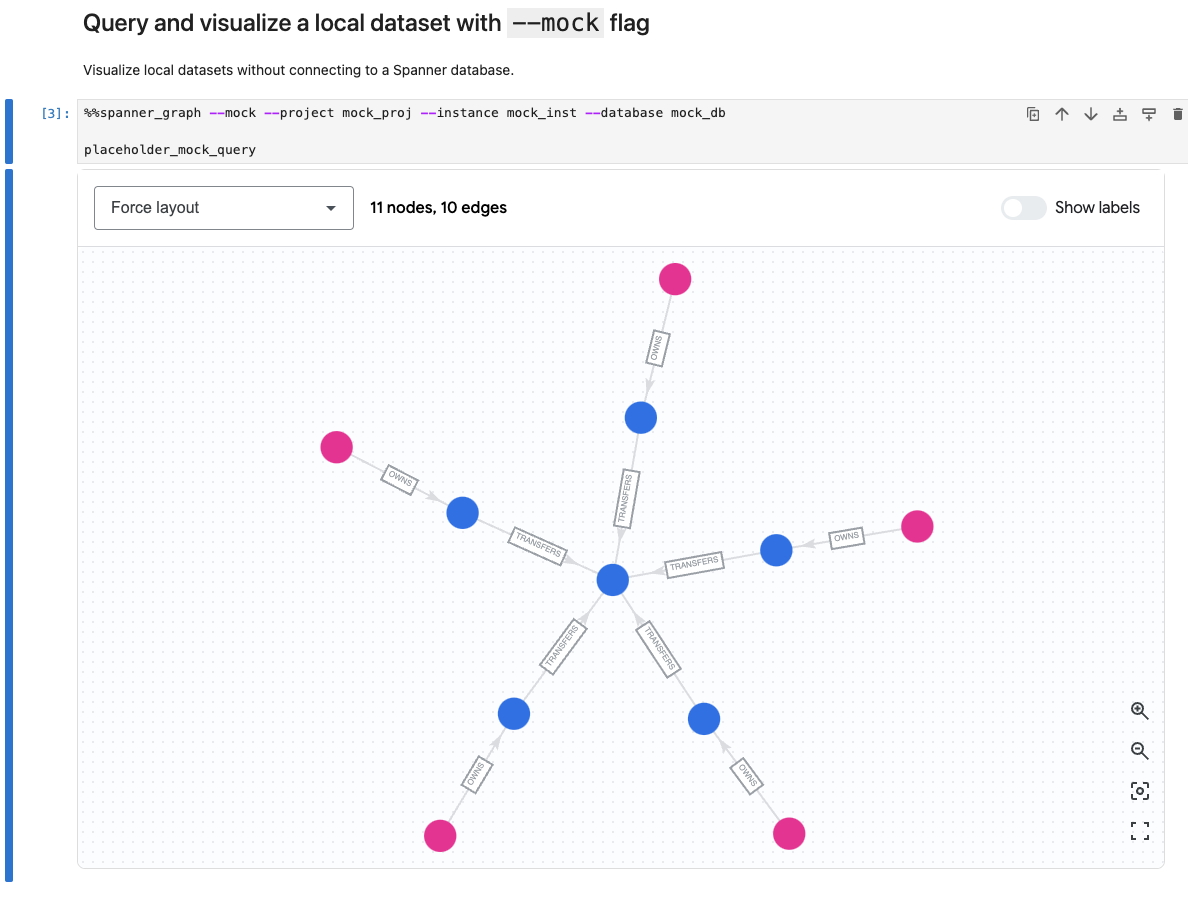 Query and visualize a local dataset with --mock flag
Visualize local datasets without connecting to a Spanner database.
[3]: %%spanner_graph --mock --project mock_proj --instance mock_inst --database mock_db
placeholder_mock_query
Force layout 11 nodes, 10 edges Show labels
OWNS
OWNS
TRANSFERS
OWNS
TRANSFERS
TRANSFERS
TRANSFERS
TRANSFERS
OWNS
OWNS